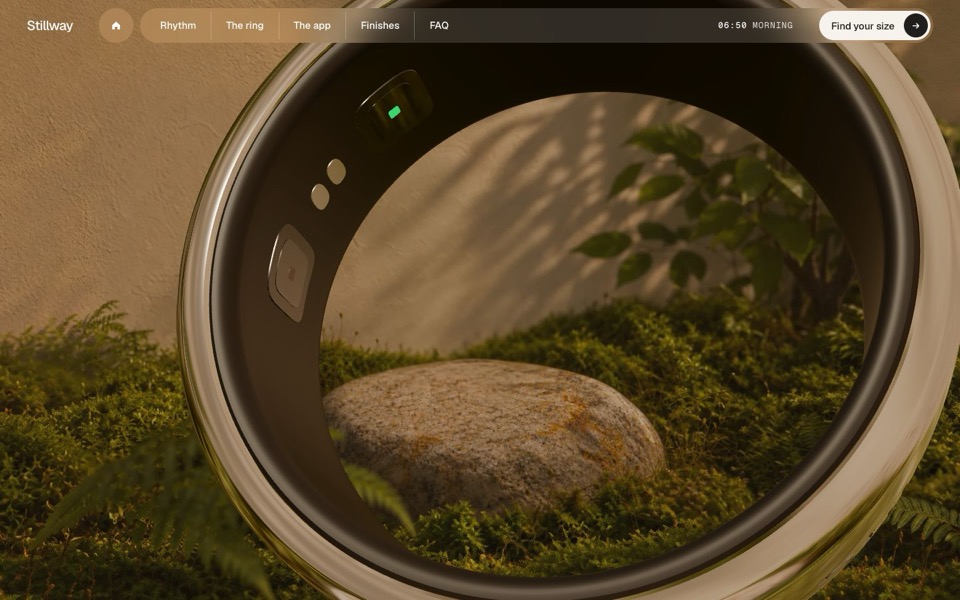 Stillway
Rhythm
The ring
The app
Finishes
FAQ
06:50 MORNING
Find your size